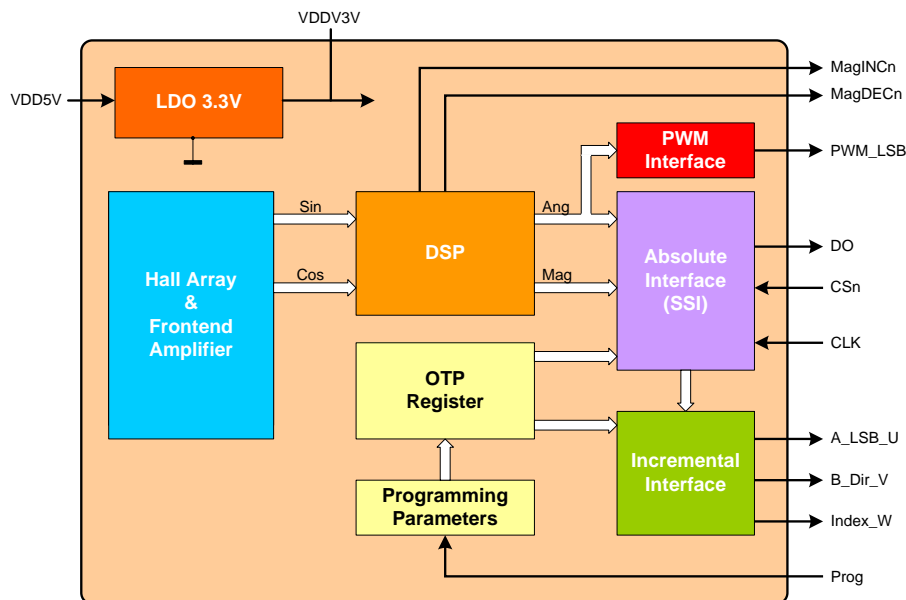 VDDV3V
VDD5V
LDO 3.3V
MagINCn
MagDECn
PWM
Interface
PWM_LSB
Hall Array
&
Frontend
Amplifier
Sin
Cos
DSP
Ang
Mag
Absolute
Interface
(SSI)
DO
CSn
CLK
OTP
Register
Programming
Parameters
Incremental
Interface
A_LSB_U
B_Dir_V
Index_W
Prog